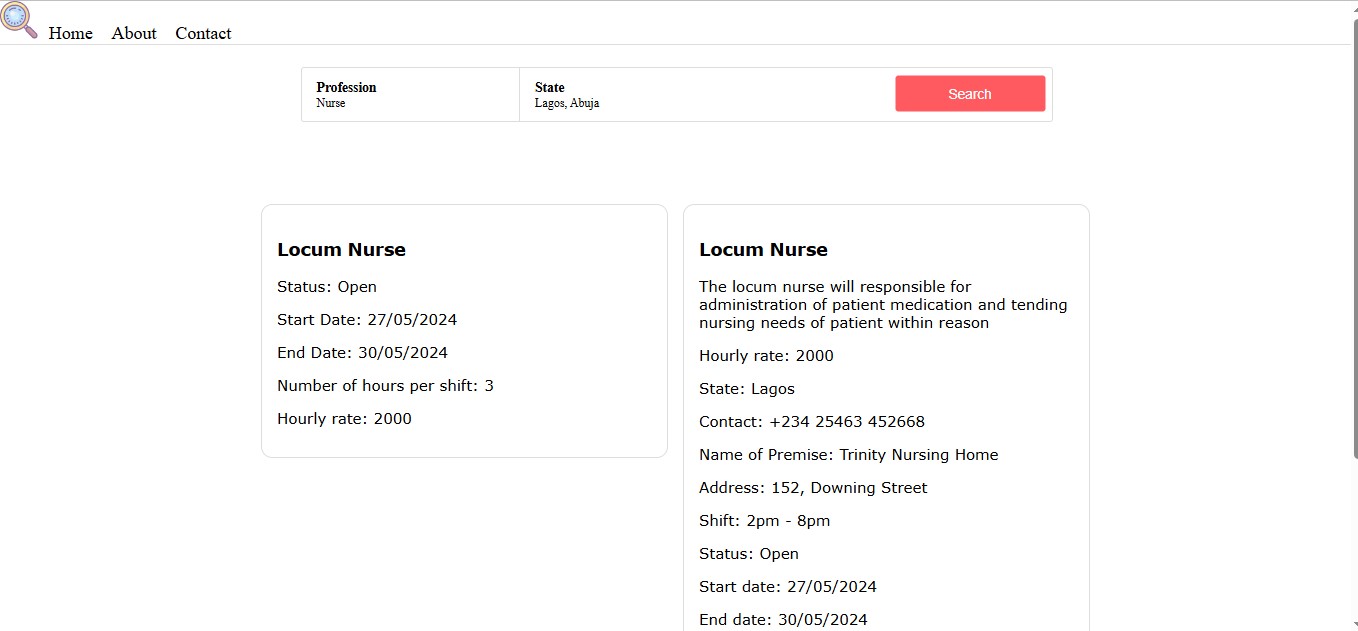 Home About Contact
Profession
Nurse
State
Lagos, Abuja
Search
Locum Nurse
Status: Open
Start Date: 27/05/2024
End Date: 30/05/2024
Number of hours per shift: 3
Hourly rate: 2000
Locum Nurse
The locum nurse will responsible for
administration of patient medication and tending
nursing needs of patient within reason
Hourly rate: 2000
State: Lagos
Contact: +234 25463 452668
Name of Premise: Trinity Nursing Home
Address: 152, Downing Street
Shift: 2pm - 8pm
Status: Open
Start date: 27/05/2024
End date: 30/05/2024